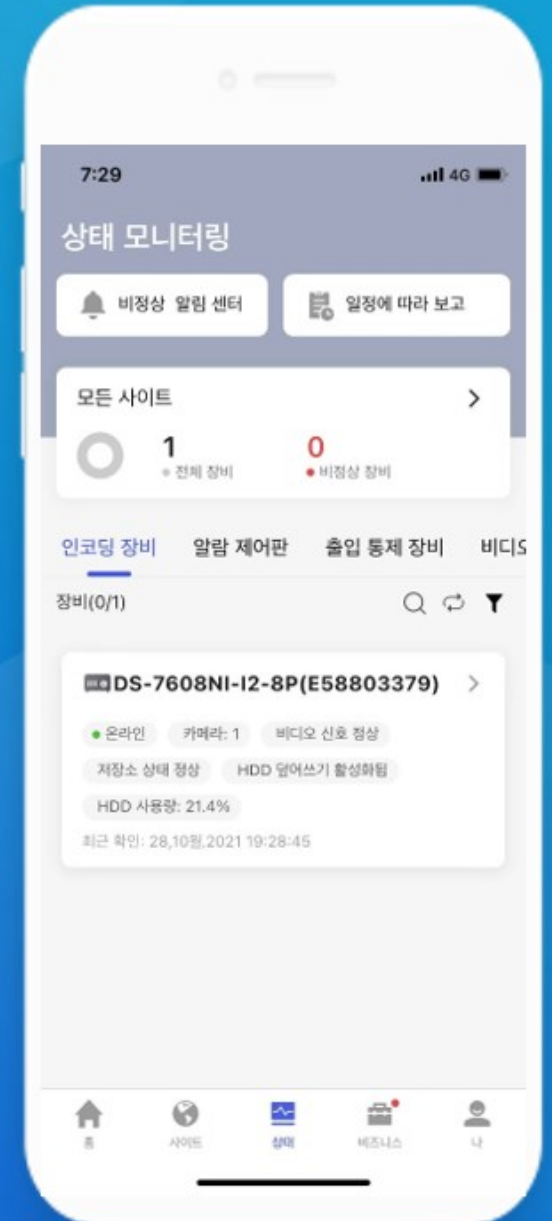 7:29 4G
상태 모니터링
비정상 알림 센터 일정에 따라 보고
모든 사이트
1 0
전체 장비 비정상 장비
인코딩 장비 알람 제어판 출입 통제 장비 비디오
장비(0/1)
DS-7608NI-I2-8P(E58803379)
온라인 카메라: 1 비디오 신호 정상
저장소 상태 정상 HDD 덮어쓰기 활성화됨
HDD 사용량: 21.4%
최근 확인: 28,10월,2021 19:28:45
홈 사이트 상태 비즈니스 나